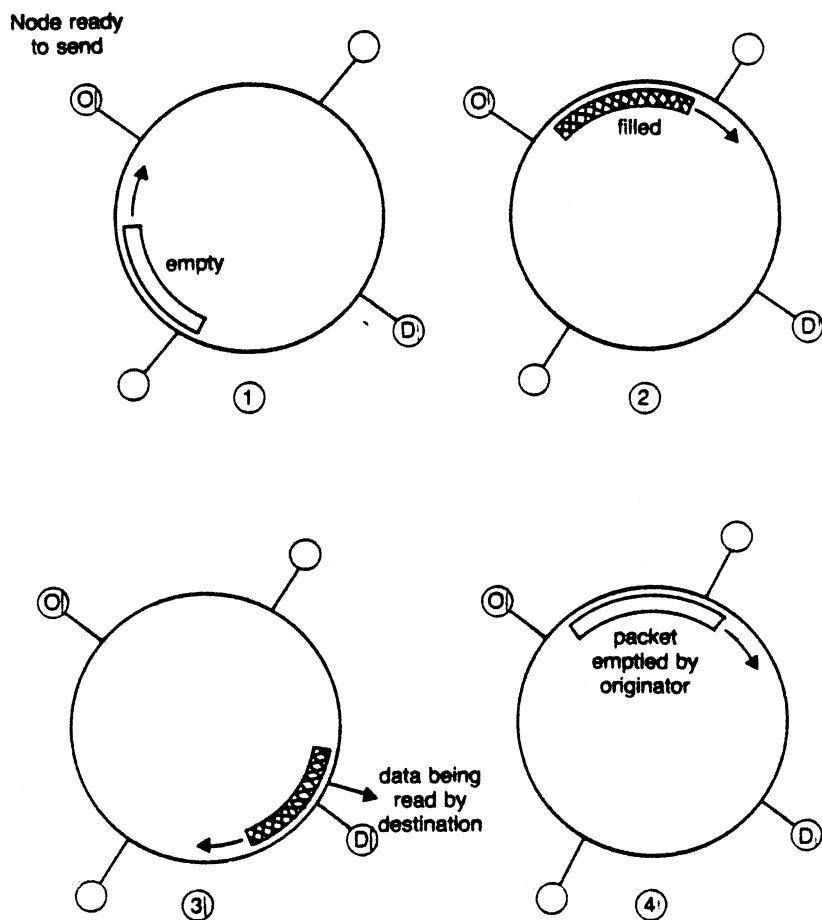 Node ready
to send
O
empty
D
1
O
filled
D
2
O
data being
read by
destination
D
3
O
packet
emptied by
originator
D
4